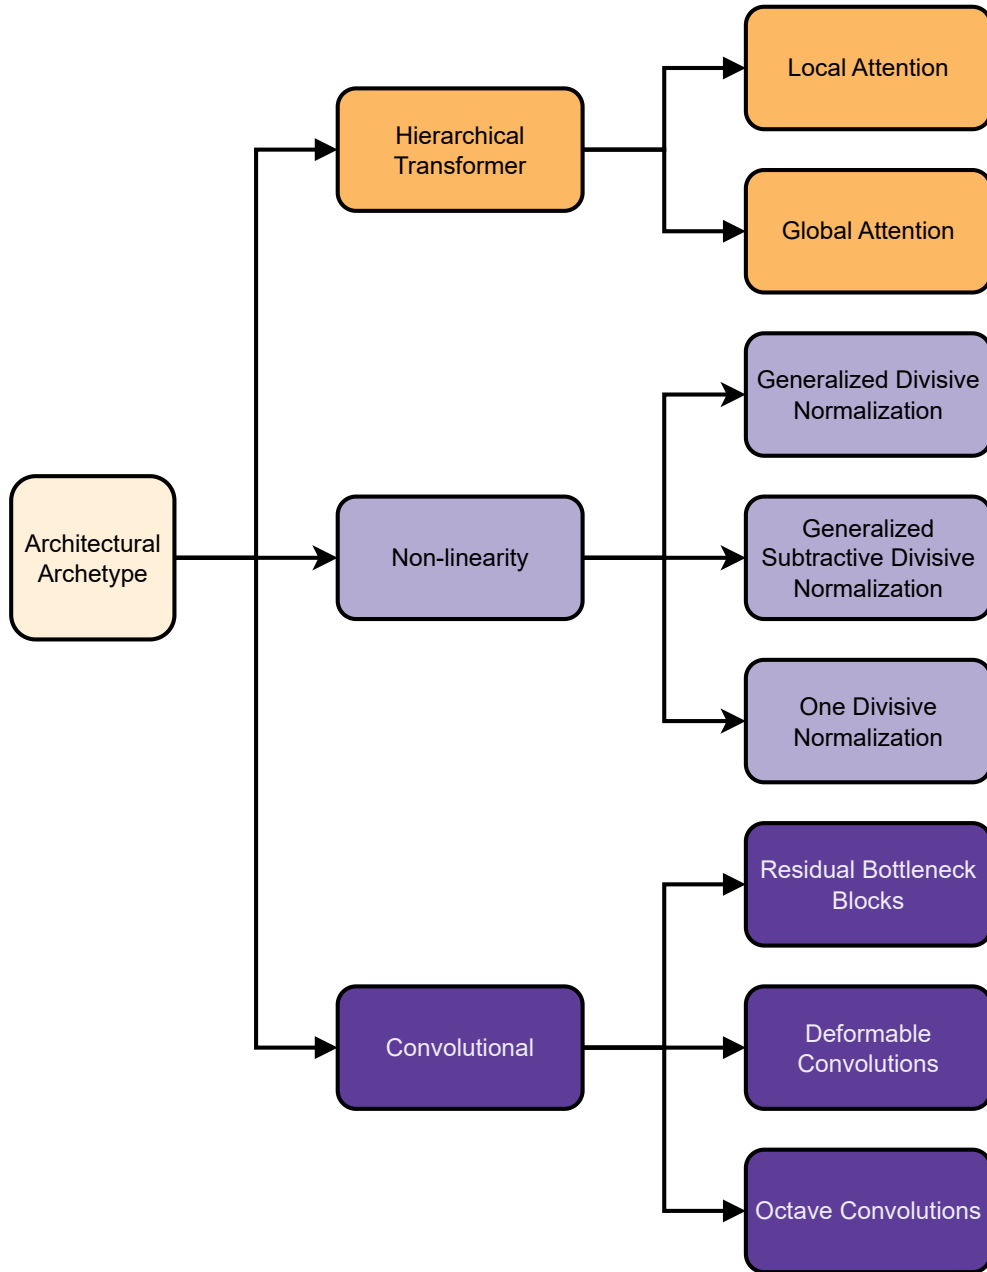 Local Attention
Hierarchical
Transformer
Global Attention
Generalized Divisive
Normalization
Architectural
Archetype
Non-linearity
Generalized
Subtractive Divisive
Normalization
One Divisive
Normalization
Residual Bottleneck
Blocks
Convolutional
Deformable
Convolutions
Octave Convolutions